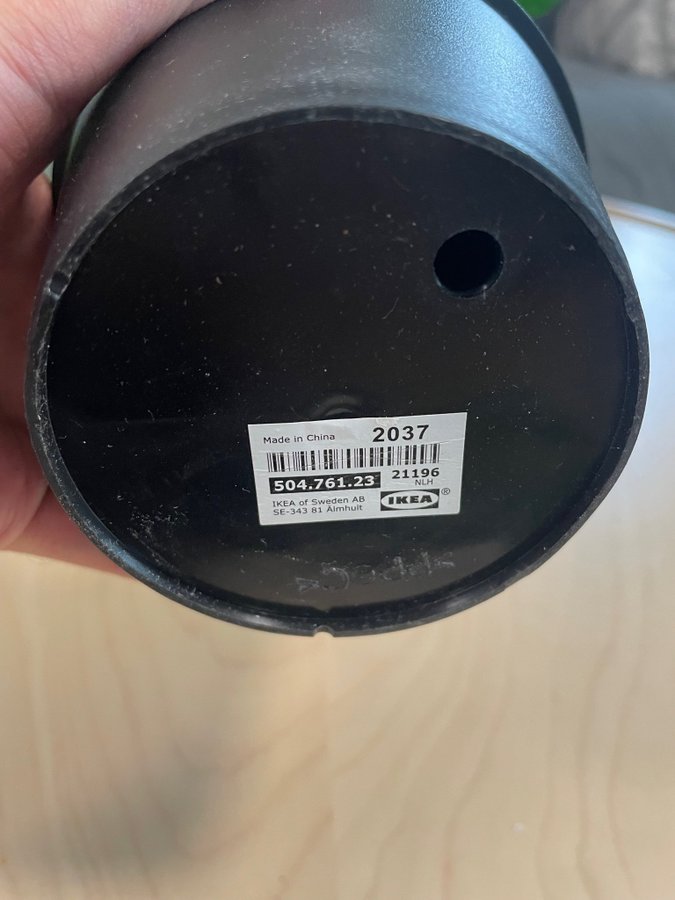 Made in China 2037
504.761.23 21196
NLH
IKEA of Sweden AB
SE-343 81 Älmhult
IKEA®